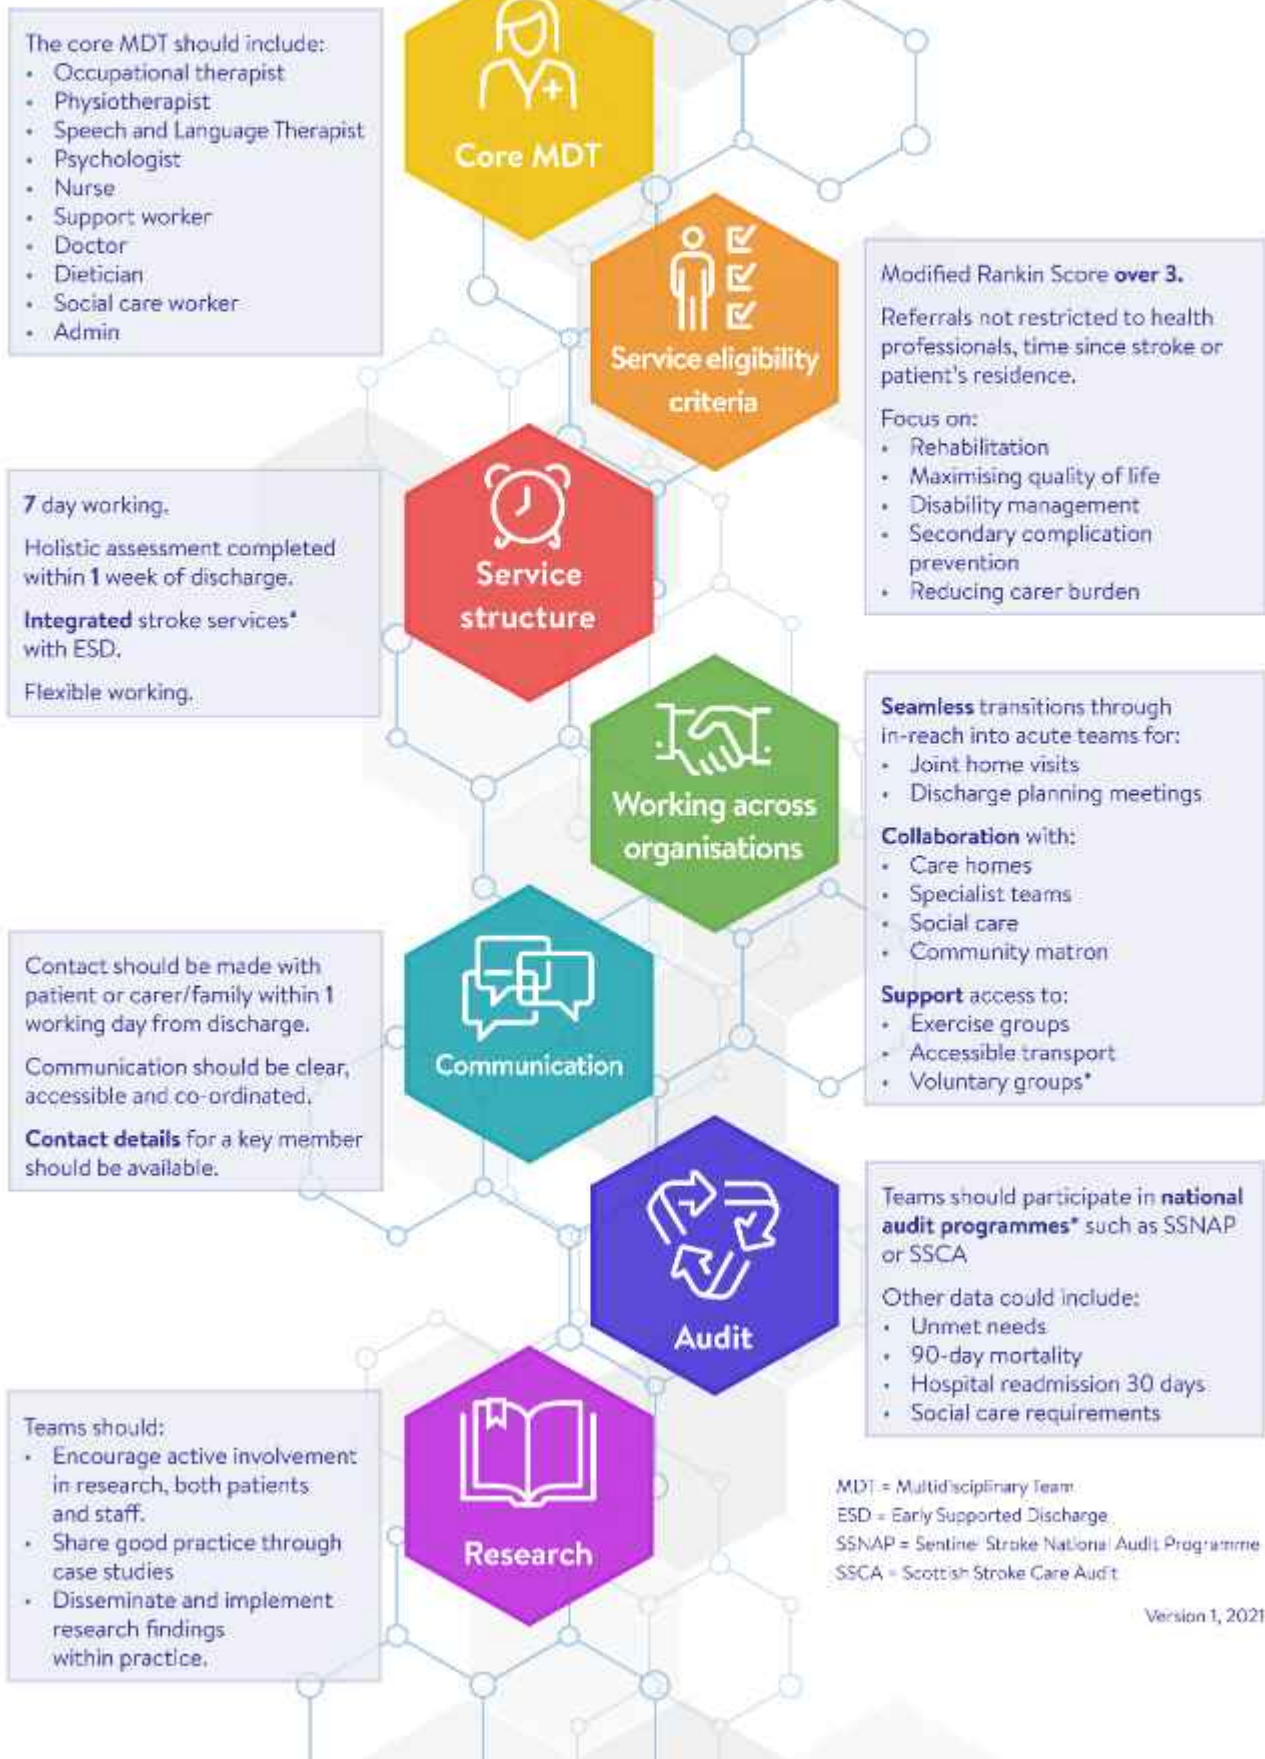 The core MDT should include:
• Occupational therapist
• Physiotherapist
• Speech and Language Therapist
• Psychologist
• Nurse
• Support worker
• Doctor
• Dietician
• Social care worker
• Admin
Core MDT
Service eligibility
criteria
Modified Rankin Score over 3.
Referrals not restricted to health
professionals, time since stroke or
patient's residence.
Focus on:
• Rehabilitation
• Maximising quality of life
• Disability management
• Secondary complication
prevention
• Reducing carer burden
7 day working.
Holistic assessment completed
within 1 week of discharge.
Integrated stroke services*
with ESD.
Flexible working.
Service
structure
Working across
organisations
Seamless transitions through
in-reach into acute teams for:
• Joint home visits
• Discharge planning meetings
Collaboration with:
• Care homes
• Specialist teams
• Social care
• Community matron
Support access to:
• Exercise groups
• Accessible transport
• Voluntary groups*
Contact should be made with
patient or carer/family within 1
working day from discharge.
Communication should be clear,
accessible and co-ordinated.
Contact details for a key member
should be available.
Communication
Audit
Teams should participate in national
audit programmes* such as SSNAP
or SSCA
Other data could include:
• Unmet needs
• 90-day mortality
• Hospital readmission 30 days
• Social care requirements
Teams should:
• Encourage active involvement
in research, both patients
and staff.
• Share good practice through
case studies
• Disseminate and implement
research findings
within practice.
Research
MDT = Multidisciplinary Team
ESD = Early Supported Discharge
SSNAP = Sentinel Stroke National Audit Programme
SSCA = Scottish Stroke Care Audit
Version 1, 2021